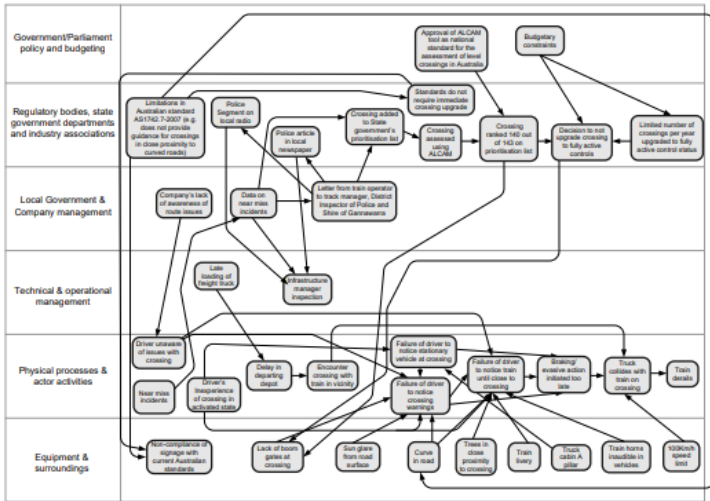 Government/Parliament
policy and budgeting
Approval of ALCAM
tool as national
standard for the
assessment of level
crossings in Australia
Budgetary
constraints
Regulatory bodies, state
government departments
and industry associations
Limitations in
Australian standard
AS1742.7-2007 (e.g.
does not provide
guidance for crossings
in close proximity to
curved roads)
Police
Segment on
local radio
Standards do not
require immediate
crossing upgrade
Police article
in local
newspaper
Crossing added
to State
government's
prioritisation list
Crossing
assessed
using
ALCAM
Crossing
ranked 140 out
of 143 on
prioritisation list
Decision to not
upgrade crossing
to fully active
controls
Limited number of
crossings per year
upgraded to fully
active control status
Local Government &
Company management
Company's lack
of awareness of
route issues
Data on
near miss
incidents
Letter from train operator
to track manager, District
Inspector of Police and
Shire of Gannawarra
Technical & operational
management
Late
loading of
freight truck
Infrastructure
manager
inspection
Physical processes &
actor activities
Driver unaware
of issues with
crossing
Near miss
incidents
Driver's inexperience
of crossing in
activated state
Delay in
departing
depot
Encounter
crossing with
train in vicinity
Failure of driver to
notice stationary
vehicle at crossing
Failure of driver
to notice
crossing
warnings
Failure of driver
to notice train
until close to
crossing
Braking/
evasive action
initiated too
late
Truck
collides with
train on
crossing
Train
derails
Equipment &
surroundings
Non-compliance of
signage with
current Australian
standards
Lack of boom
gates at
crossing
Sun glare
from road
surface
Curve
in road
Trees in
close
proximity
to crossing
Train
livery
Truck
cabin A
pillar
Train horns
inaudible in
vehicles
100Km/h
speed
limit